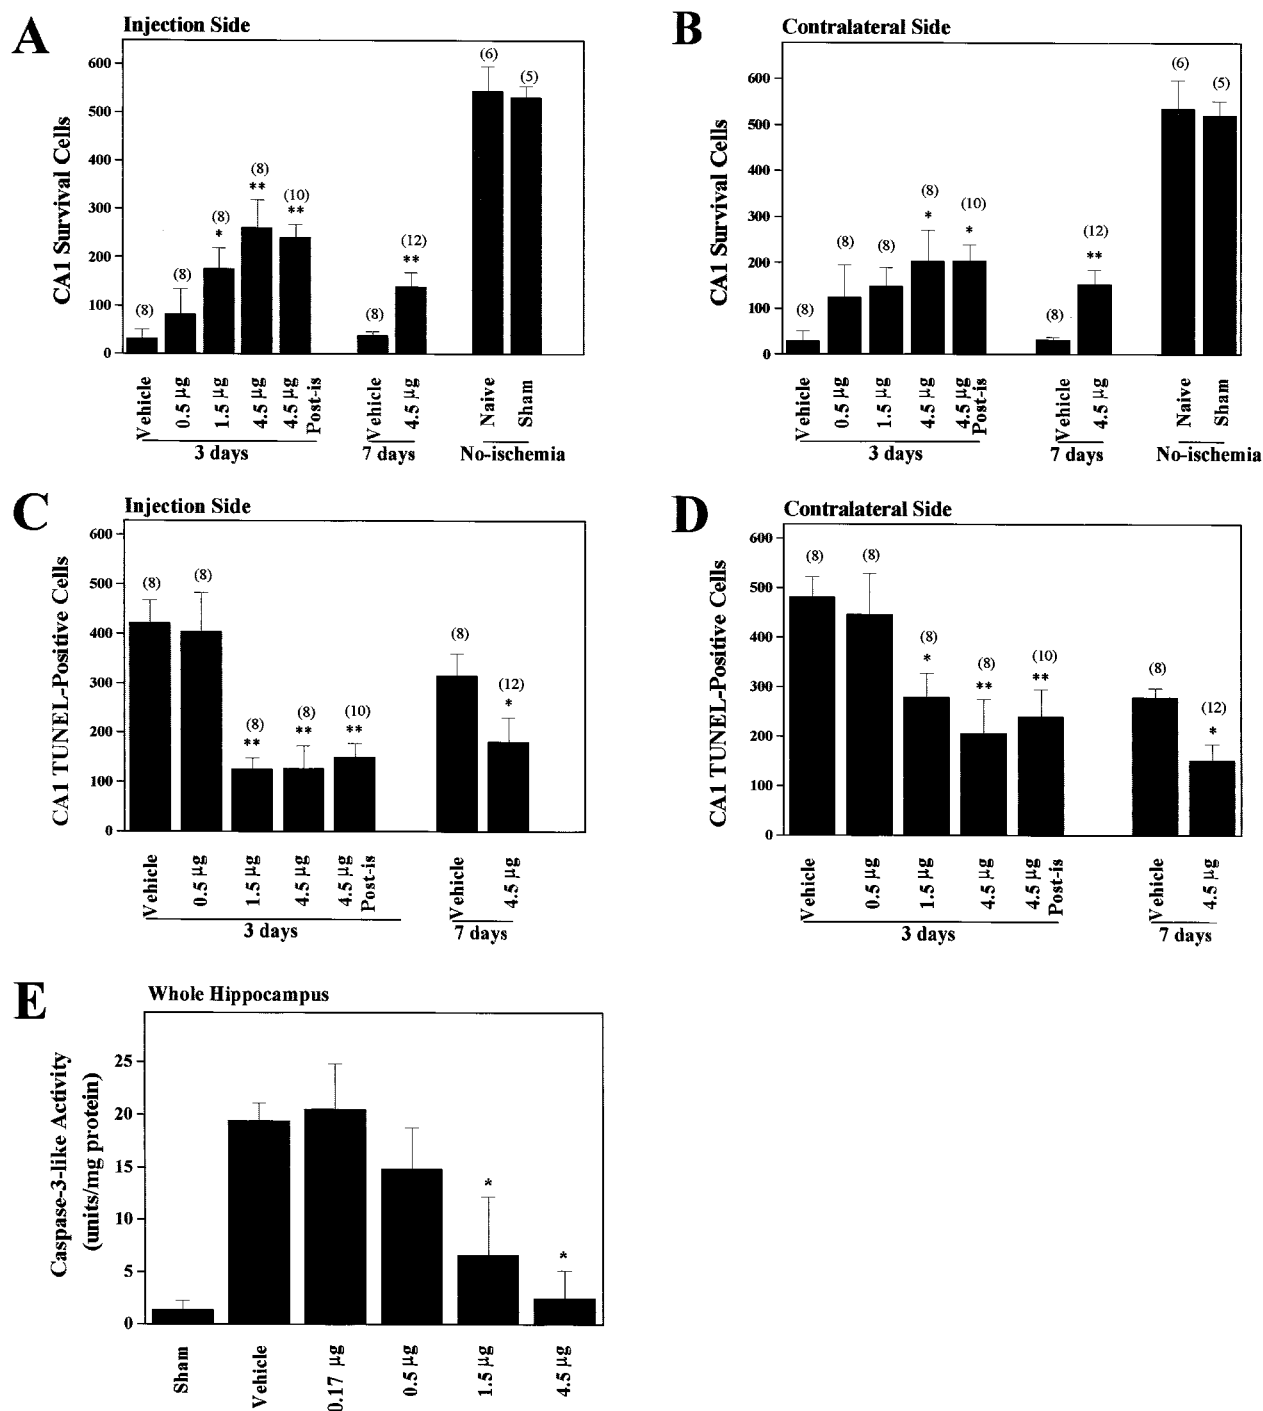 A
Injection Side
CA1 Survival Cells
600
500
400
300
200
100
0
(8)
(8)
(8)
*
(8)
**
(10)
**
(8)
(12)
**
(6)
(5)
Vehicle
0.5 µg
1.5 µg
4.5 µg
4.5 µg
Post-is
Vehicle
4.5 µg
Naive
Sham
3 days
7 days
No-ischemia
B
Contralateral Side
CA1 Survival Cells
600
500
400
300
200
100
0
(8)
(8)
(8)
(8)
*
(10)
*
(8)
(12)
**
(6)
(5)
Vehicle
0.5 µg
1.5 µg
4.5 µg
4.5 µg
Post-is
Vehicle
4.5 µg
Naive
Sham
3 days
7 days
No-ischemia
C
Injection Side
CA1 TUNEL-Positive Cells
600
500
400
300
200
100
0
(8)
(8)
(8)
**
(8)
**
(10)
**
(8)
(12)
*
Vehicle
0.5 µg
1.5 µg
4.5 µg
4.5 µg
Post-is
Vehicle
4.5 µg
3 days
7 days
D
Contralateral Side
CA1 TUNEL-Positive Cells
600
500
400
300
200
100
0
(8)
(8)
(8)
*
(8)
**
(10)
**
(8)
(12)
*
Vehicle
0.5 µg
1.5 µg
4.5 µg
4.5 µg
Post-is
Vehicle
4.5 µg
3 days
7 days
E
Whole Hippocampus
Caspase-3-like Activity
(units/mg protein)
25
20
15
10
5
0
*
*
Sham
Vehicle
0.17 µg
0.5 µg
1.5 µg
4.5 µg